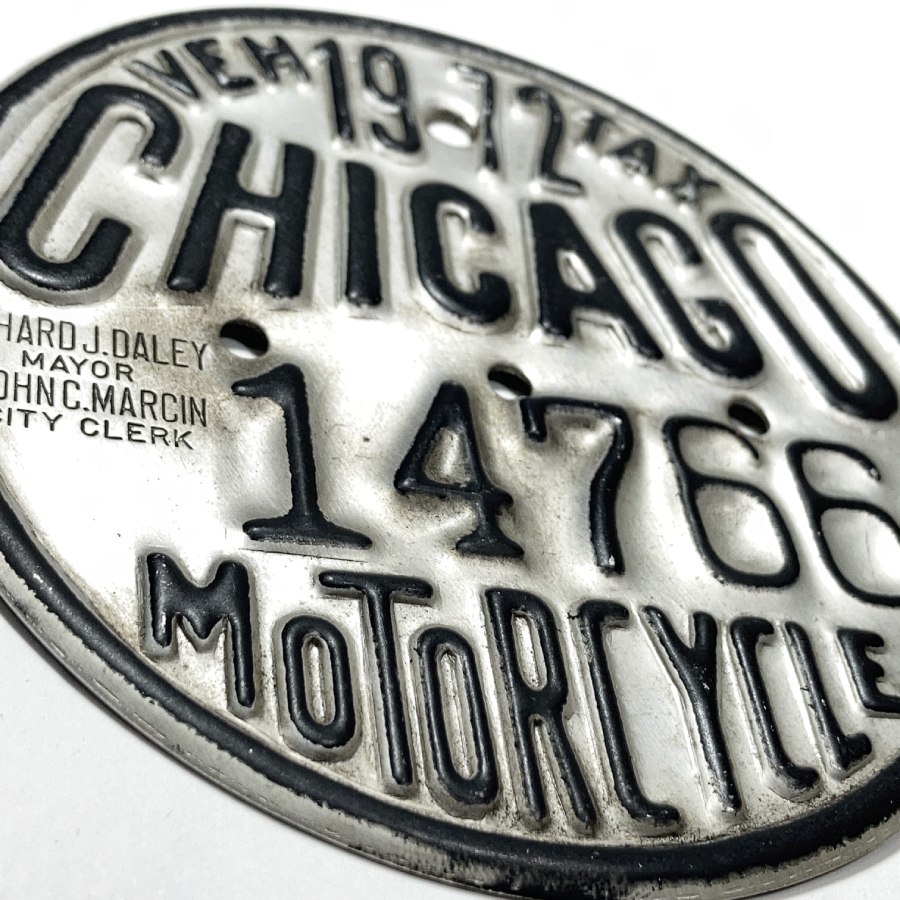 VEH 1972 TAX
CHICAGO
HARD J. DALEY
MAYOR
OHN C. MARCIN
CITY CLERK
14766
MOTORCYCLE